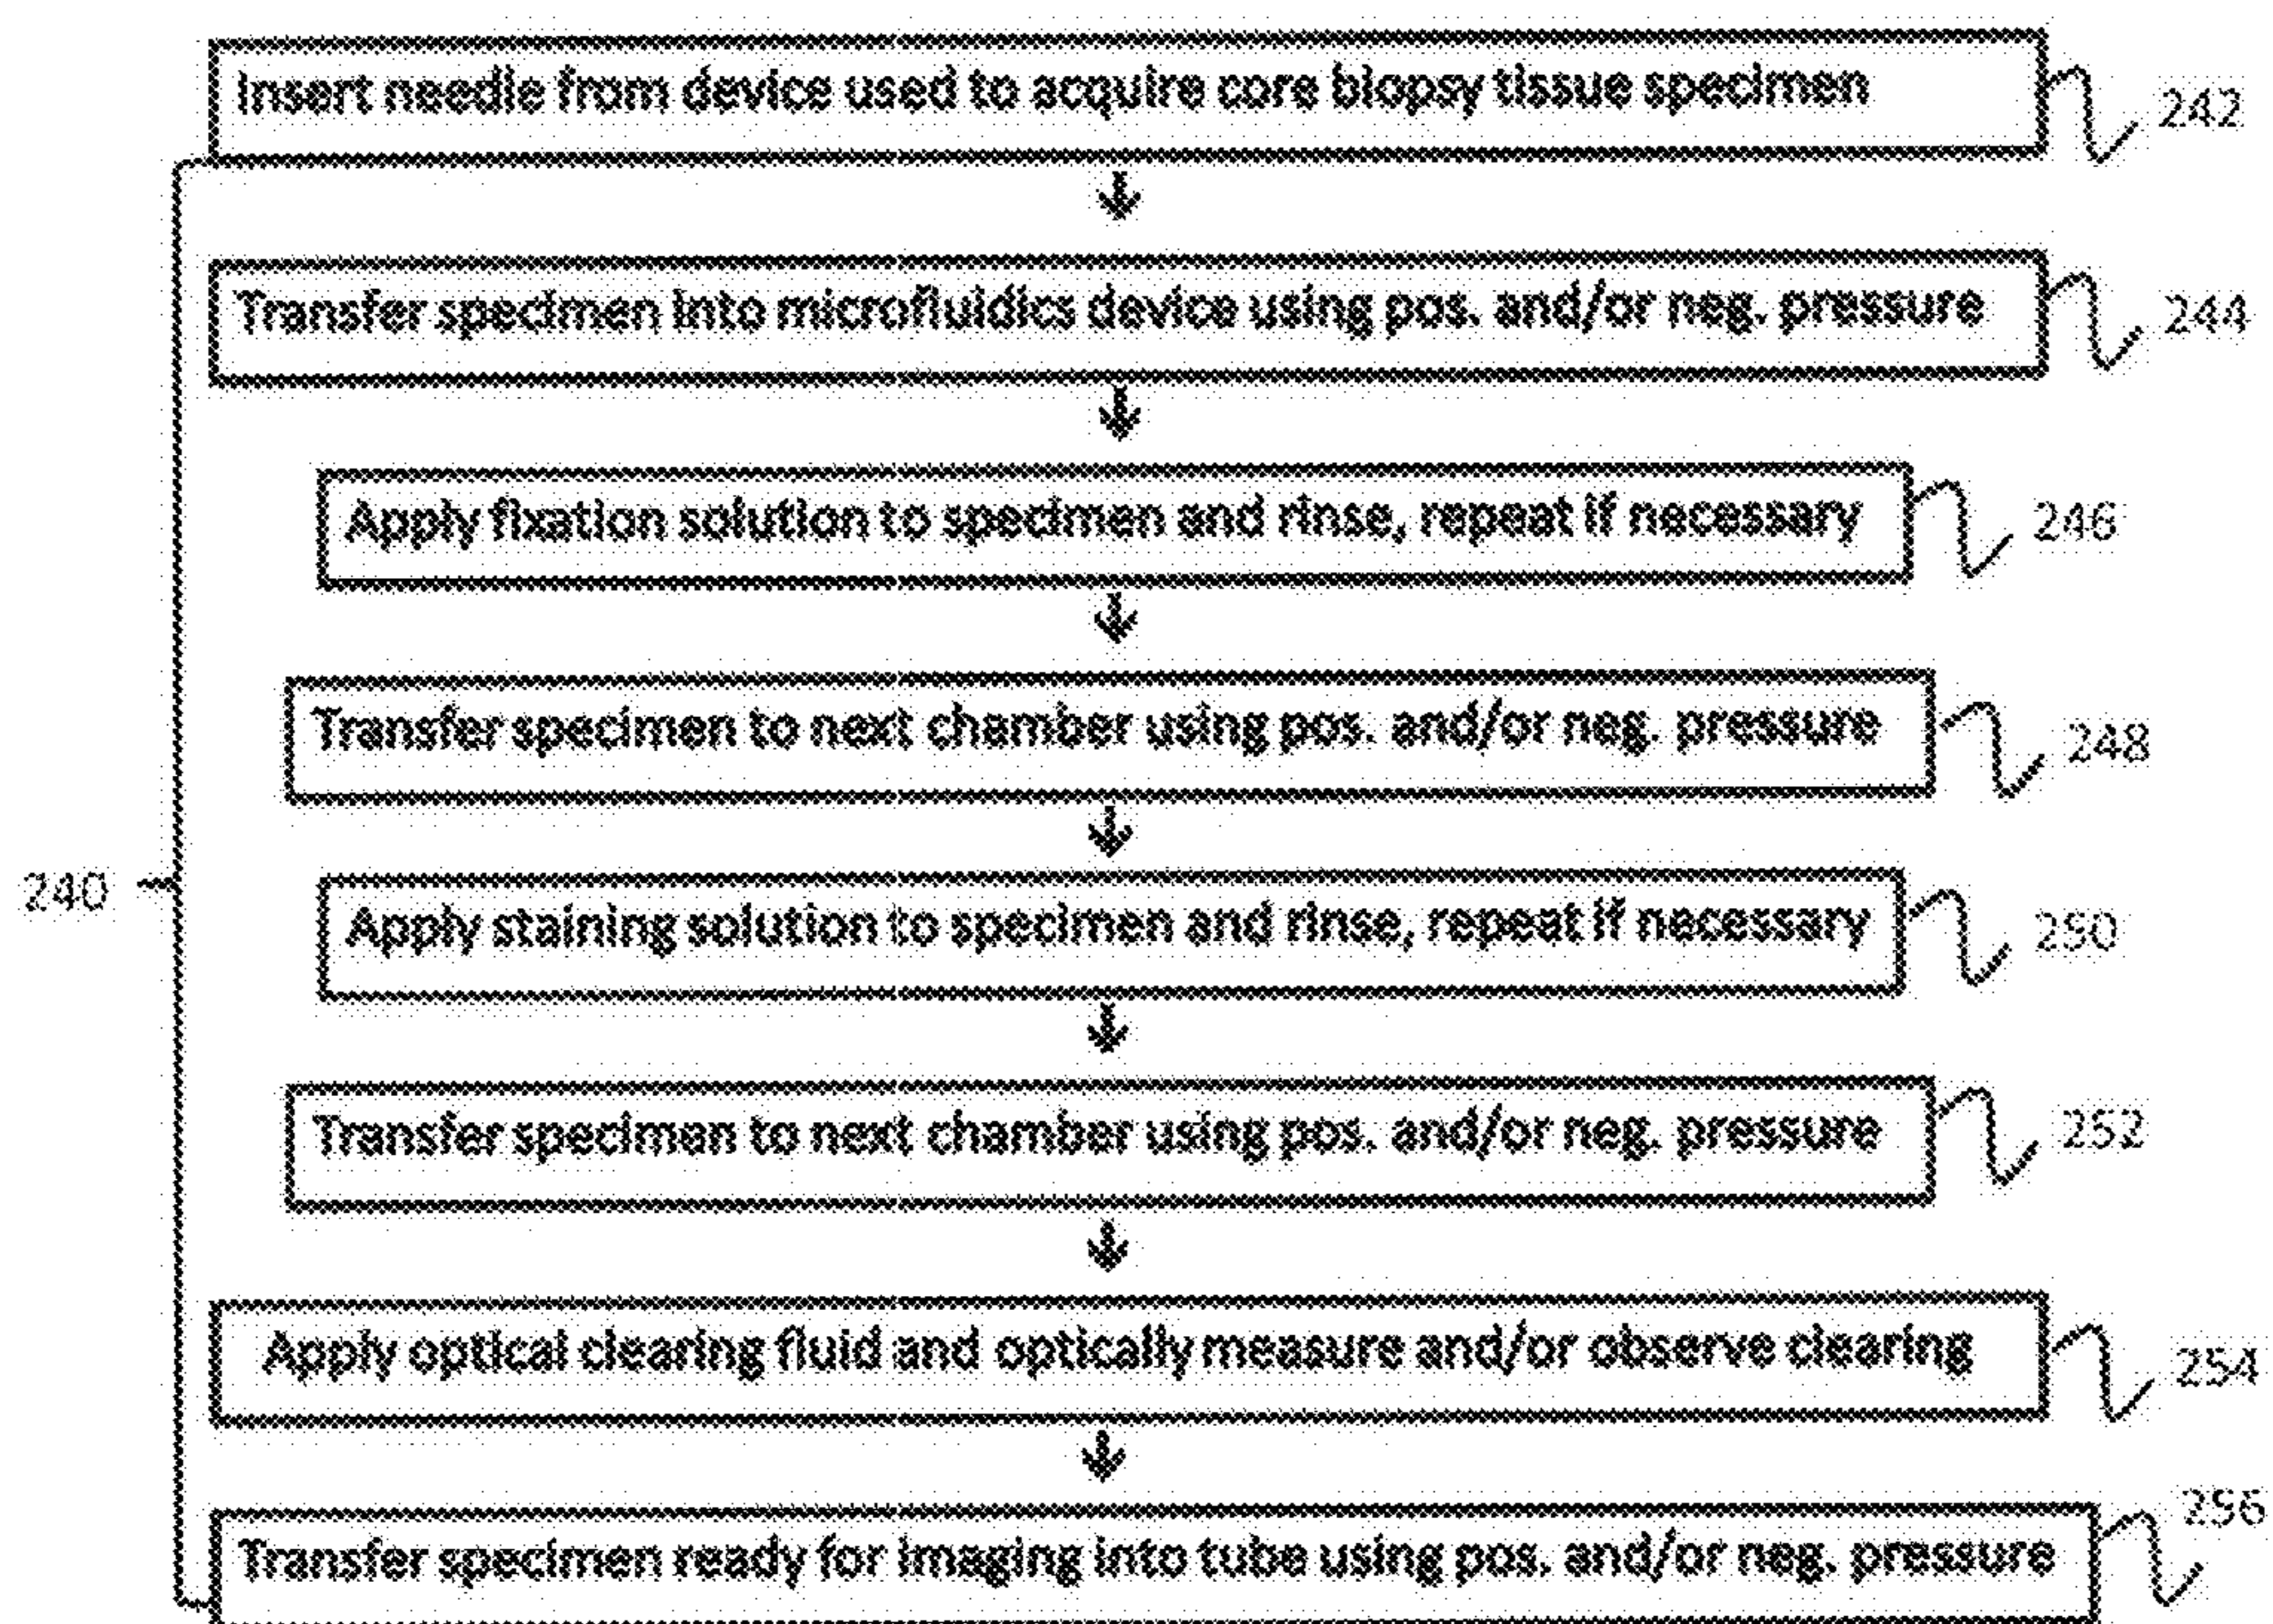 Insert needle from device used to acquire core biopsy tissue specimen
242
Transfer specimen into microfluidics device using pos. and/or neg. pressure
244
Apply fixation solution to specimen and rinse, repeat if necessary
246
Transfer specimen to next chamber using pos. and/or neg. pressure
248
240
Apply staining solution to specimen and rinse, repeat if necessary
250
Transfer specimen to next chamber using pos. and/or neg. pressure
252
Apply optical clearing fluid and optically measure and/or observe clearing
254
256
Transfer specimen ready for imaging into tube using pos. and/or neg. pressure